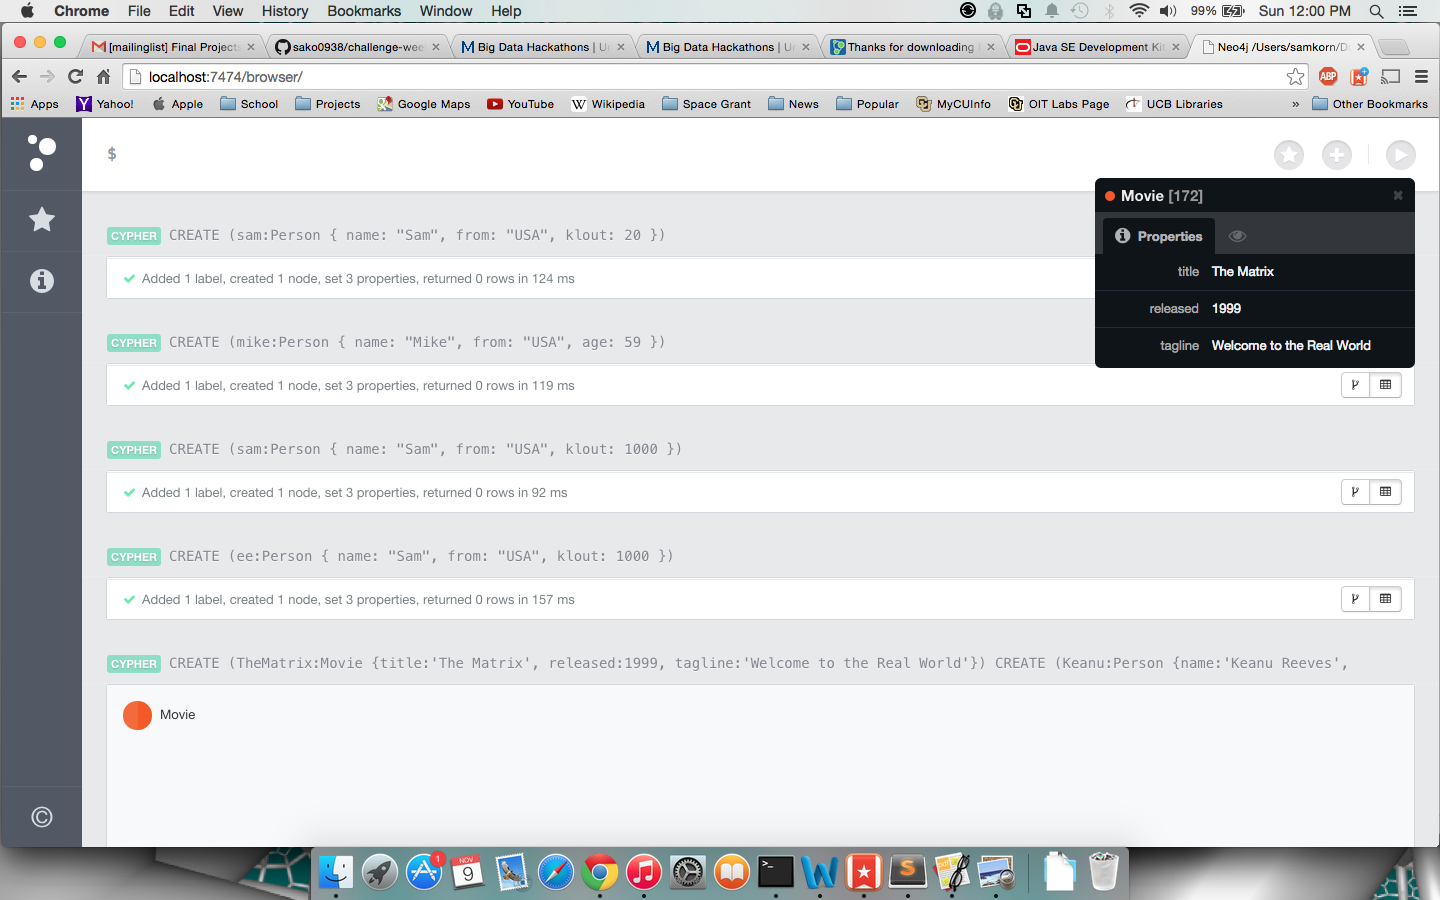 Chrome File Edit View History Bookmarks Window Help 99% Sun 12:00 PM
[mailinglist] Final Project sako0938/challenge-wee Big Data Hackathons | Un Big Data Hackathons | Un Thanks for downloading Java SE Development Ki Neo4j /Users/samkorn/D
localhost:7474/browser/ ABP
Apps Yahoo! Apple School Projects Google Maps YouTube W Wikipedia Space Grant News Popular MyCUInfo OIT Labs Page UCB Libraries » Other Bookmarks
$
Movie [172]
Properties
title The Matrix
released 1999
tagline Welcome to the Real World
CYPHER CREATE (sam:Person { name: "Sam", from: "USA", klout: 20 })
Added 1 label, created 1 node, set 3 properties, returned 0 rows in 124 ms
CYPHER CREATE (mike:Person { name: "Mike", from: "USA", age: 59 })
Added 1 label, created 1 node, set 3 properties, returned 0 rows in 119 ms
CYPHER CREATE (sam:Person { name: "Sam", from: "USA", klout: 1000 })
Added 1 label, created 1 node, set 3 properties, returned 0 rows in 92 ms
CYPHER CREATE (ee:Person { name: "Sam", from: "USA", klout: 1000 })
Added 1 label, created 1 node, set 3 properties, returned 0 rows in 157 ms
CYPHER CREATE (TheMatrix:Movie {title:'The Matrix', released:1999, tagline:'Welcome to the Real World'}) CREATE (Keanu:Person {name:'Keanu Reeves',
Movie
©
1
NOV
9